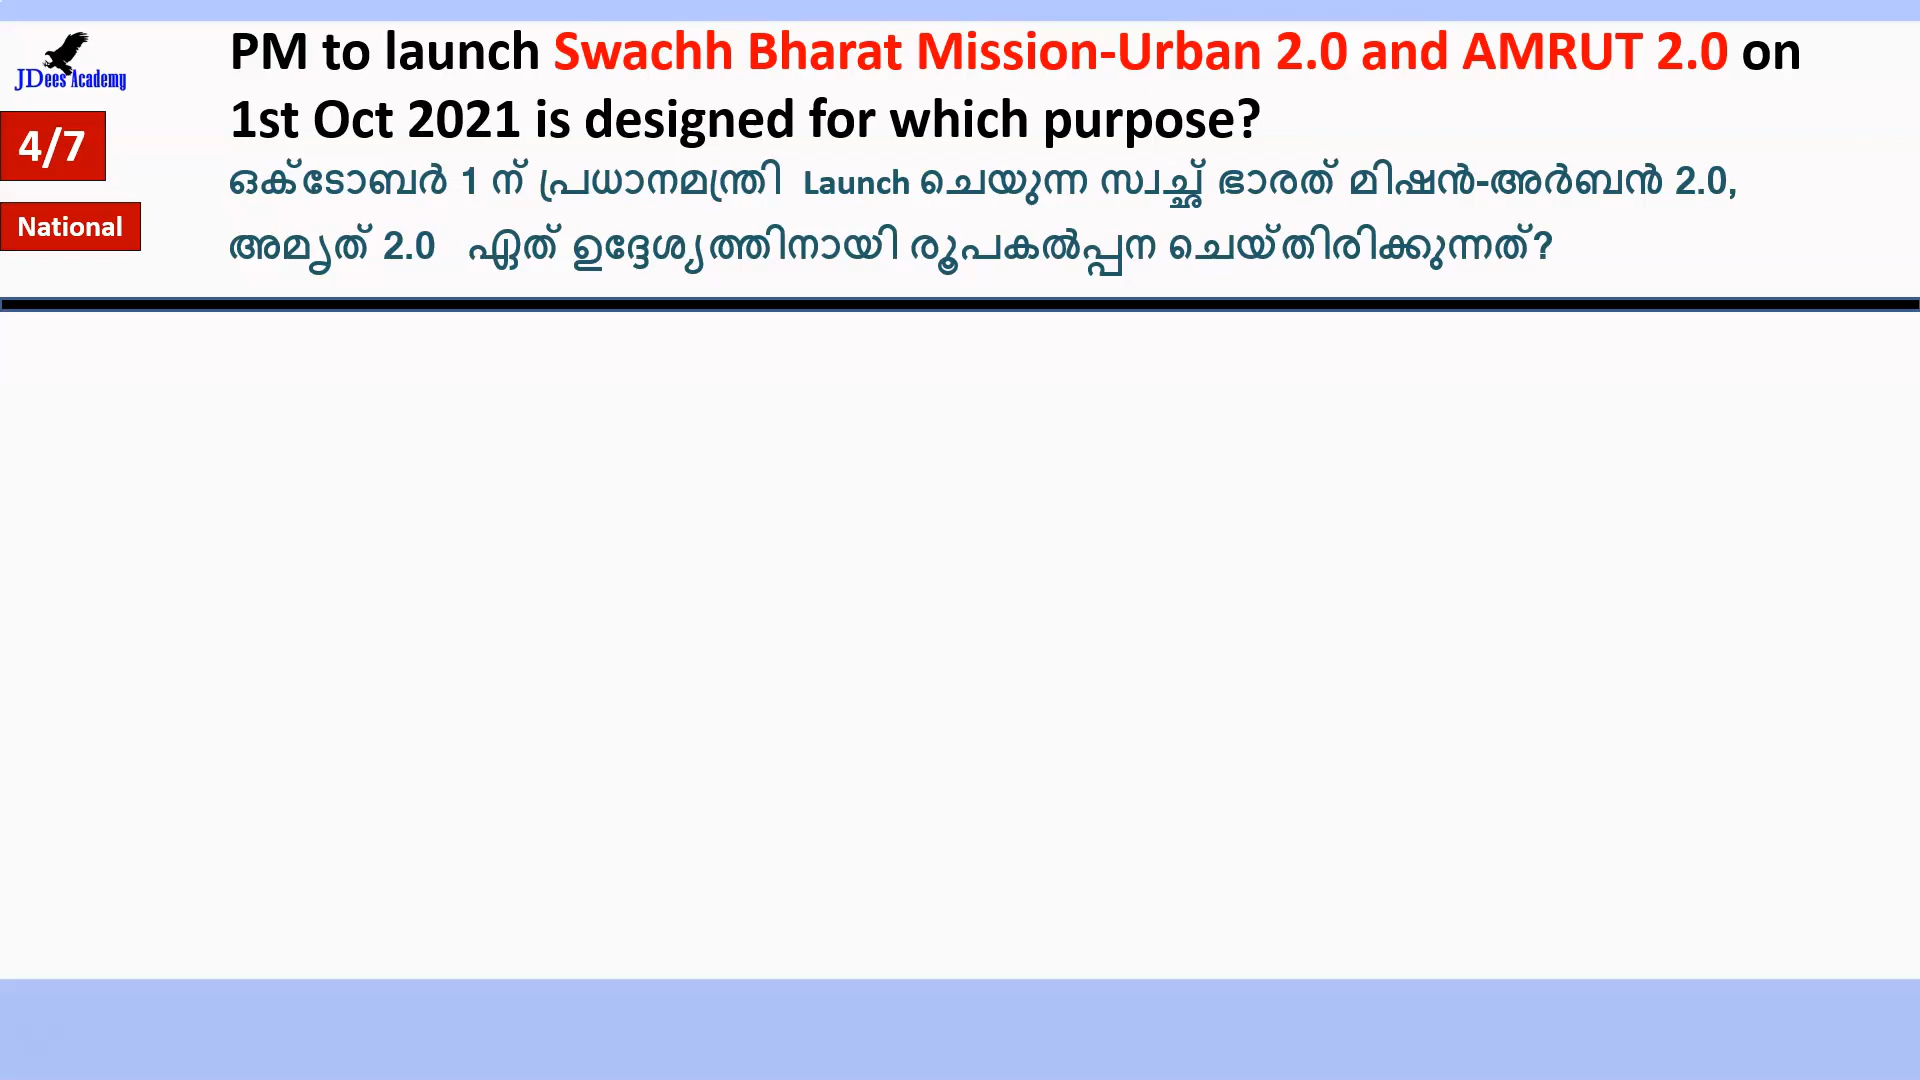 JDees Academy
PM to launch Swachh Bharat Mission-Urban 2.0 and AMRUT 2.0 on
1st Oct 2021 is designed for which purpose?
4/7
ഒക്ടോബർ 1 ന് പ്രധാനമന്ത്രി Launch ചെയുന്ന സ്വച്ഛ് ഭാരത് മിഷൻ-അർബൻ 2.0,
National
അമൃത് 2.0 ഏത് ഉദ്ദേശ്യത്തിനായി രൂപകൽപ്പന ചെയ്തിരിക്കുന്നത്?